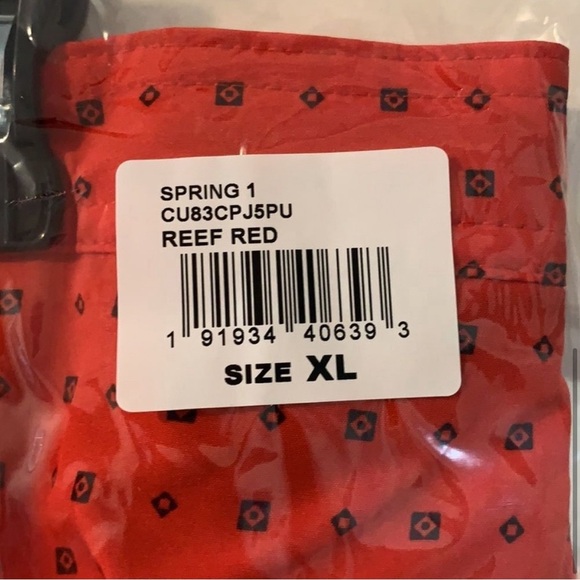 SPRING 1
CU83CPJ5PU
REEF RED
1 91934 40639 3
SIZE XL